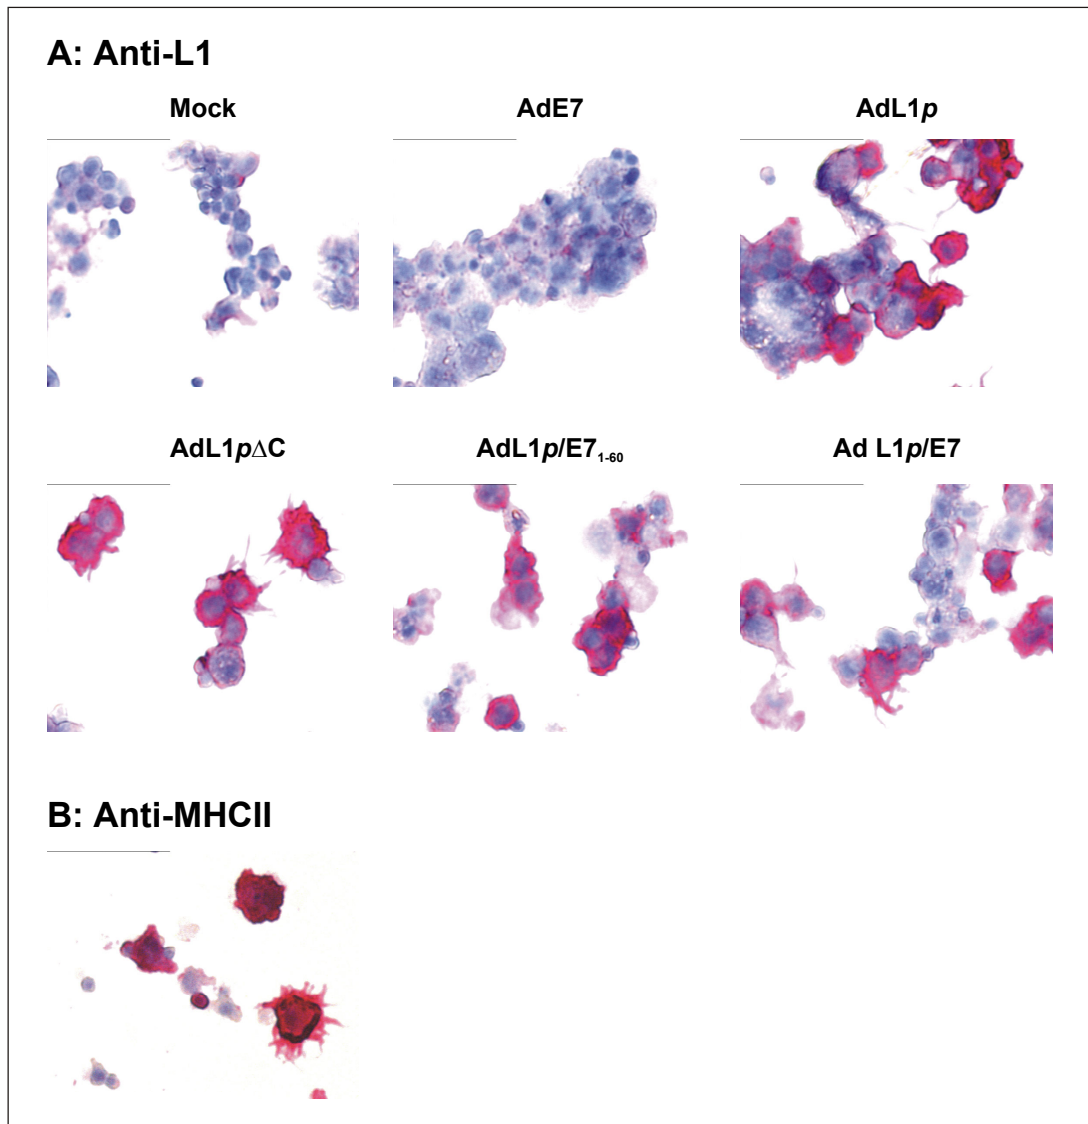 A: Anti-L1
Mock
AdE7
AdL1p
AdL1pΔC
AdL1p/E7₁₋₆₀
Ad L1p/E7
B: Anti-MHCII